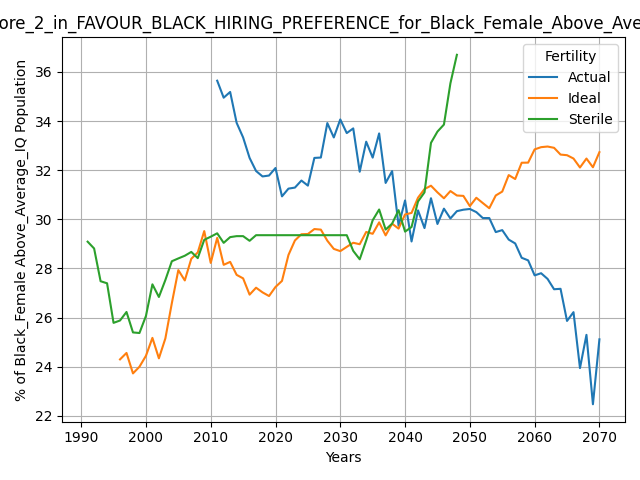 ore_2_in_FAVOUR_BLACK_HIRING_PREFERENCE_for_Black_Female_Above_Ave
% of Black_Female Above_Average_IQ Population
36
34
32
30
28
26
24
22
Fertility
Actual
Ideal
Sterile
1990 2000 2010 2020 2030 2040 2050 2060 2070
Years